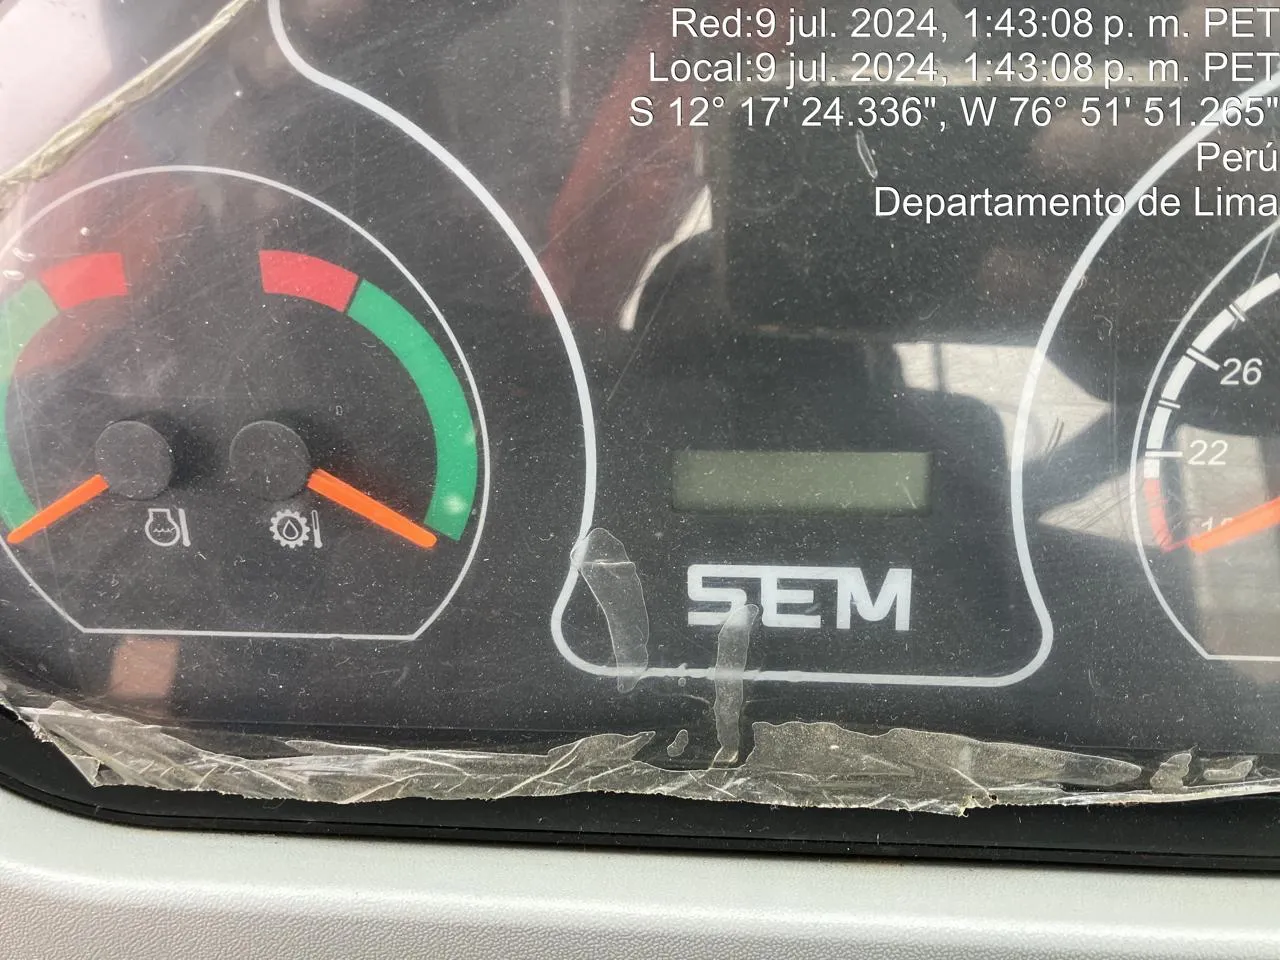 Red:9 jul. 2024, 1:43:08 p. m. PET
Local:9 jul. 2024, 1:43:08 p. m. PET
S 12° 17' 24.336", W 76° 51' 51.265"
Perú
Departamento de Lima
26
22
SEM